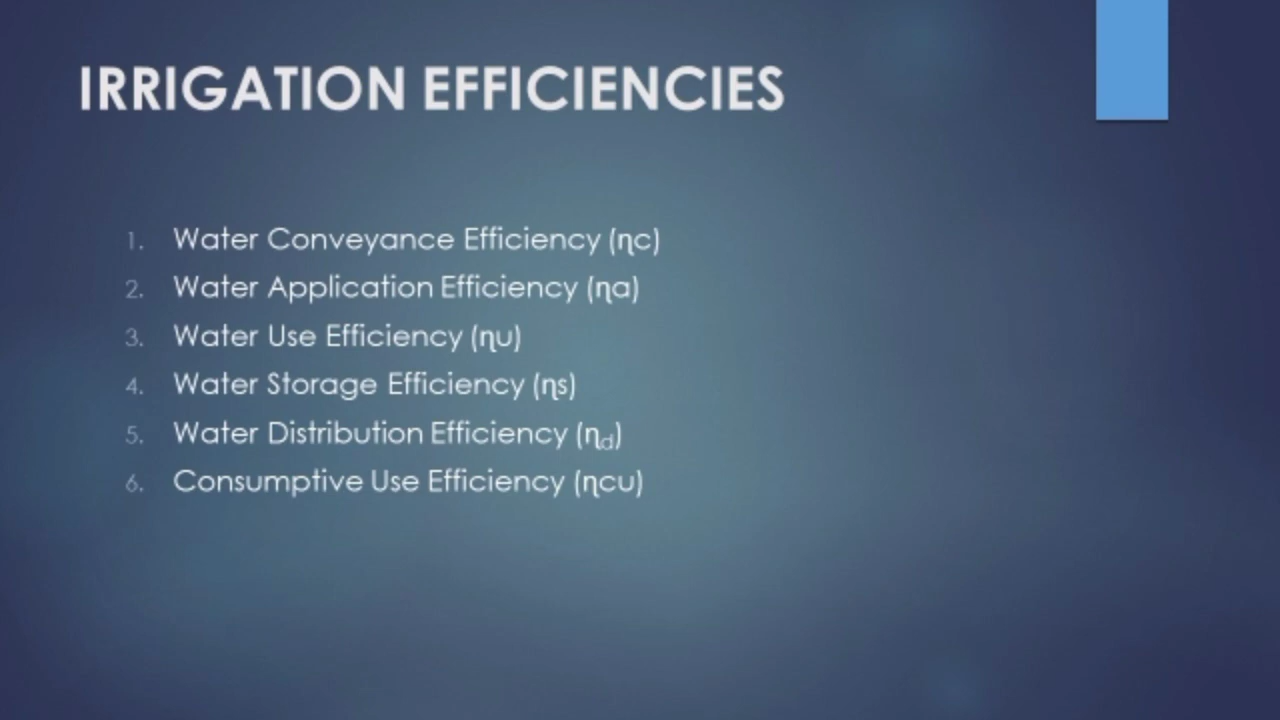 IRRIGATION EFFICIENCIES
1. Water Conveyance Efficiency (ηc)
2. Water Application Efficiency (ηa)
3. Water Use Efficiency (ηu)
4. Water Storage Efficiency (ηs)
5. Water Distribution Efficiency (ηd)
6. Consumptive Use Efficiency (ηcu)